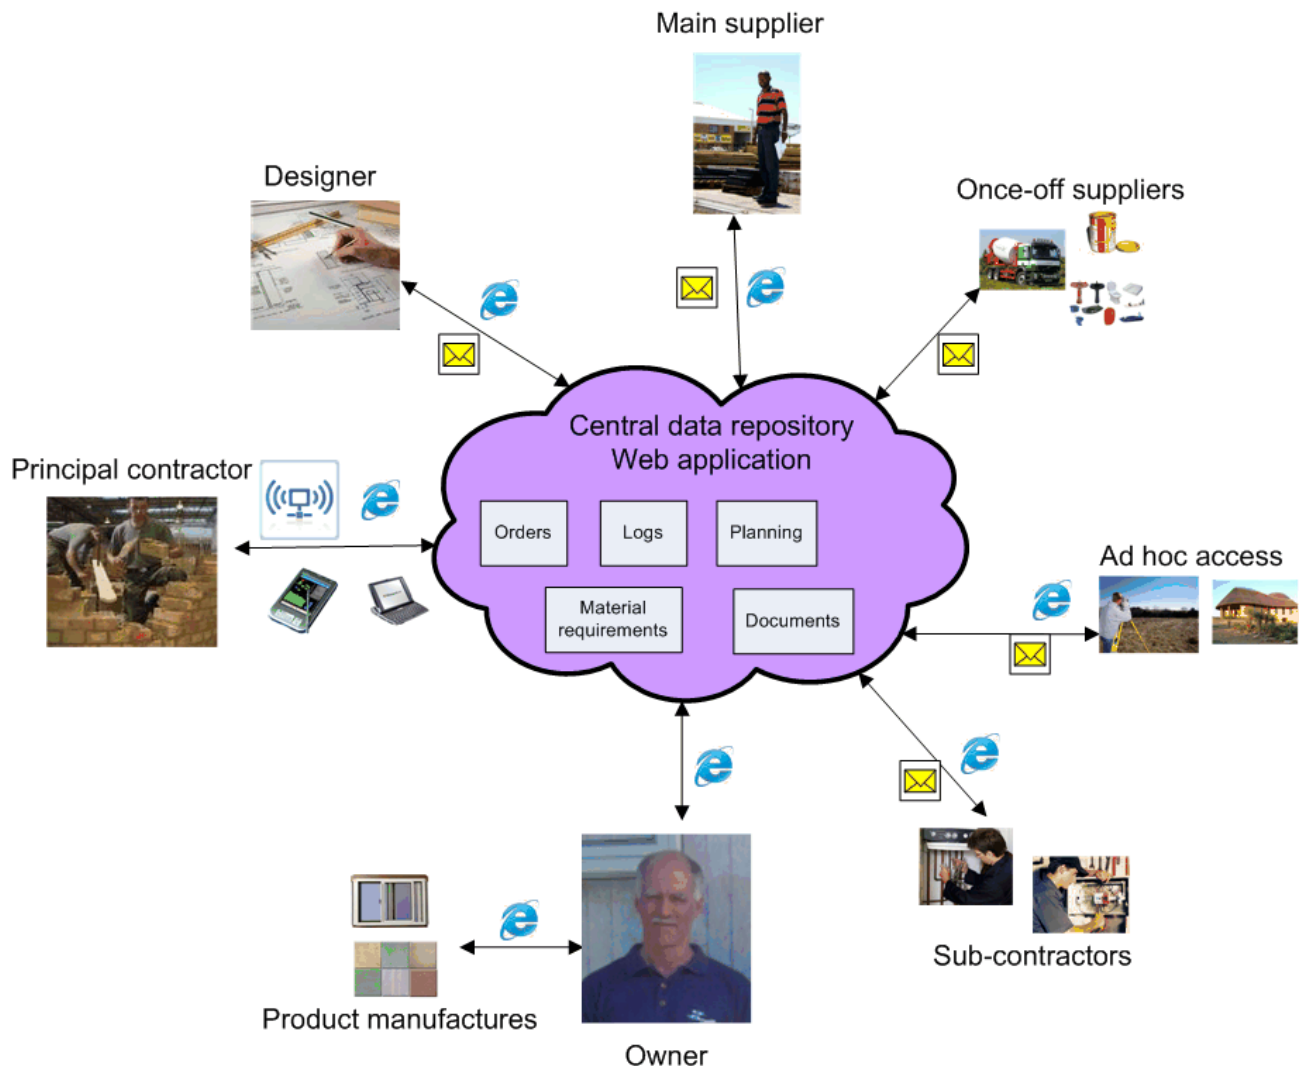 Main supplier
Designer
Once-off suppliers
Central data repository
Web application
Principal contractor
Orders
Logs
Planning
Ad hoc access
Material
requirements
Documents
Sub-contractors
Product manufactures
Owner